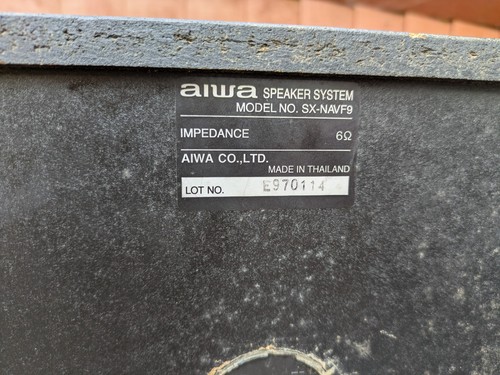 aiwa SPEAKER SYSTEM
MODEL NO. SX-NAVF9
IMPEDANCE 6Ω
AIWA CO.,LTD.
MADE IN THAILAND
LOT NO. E970114